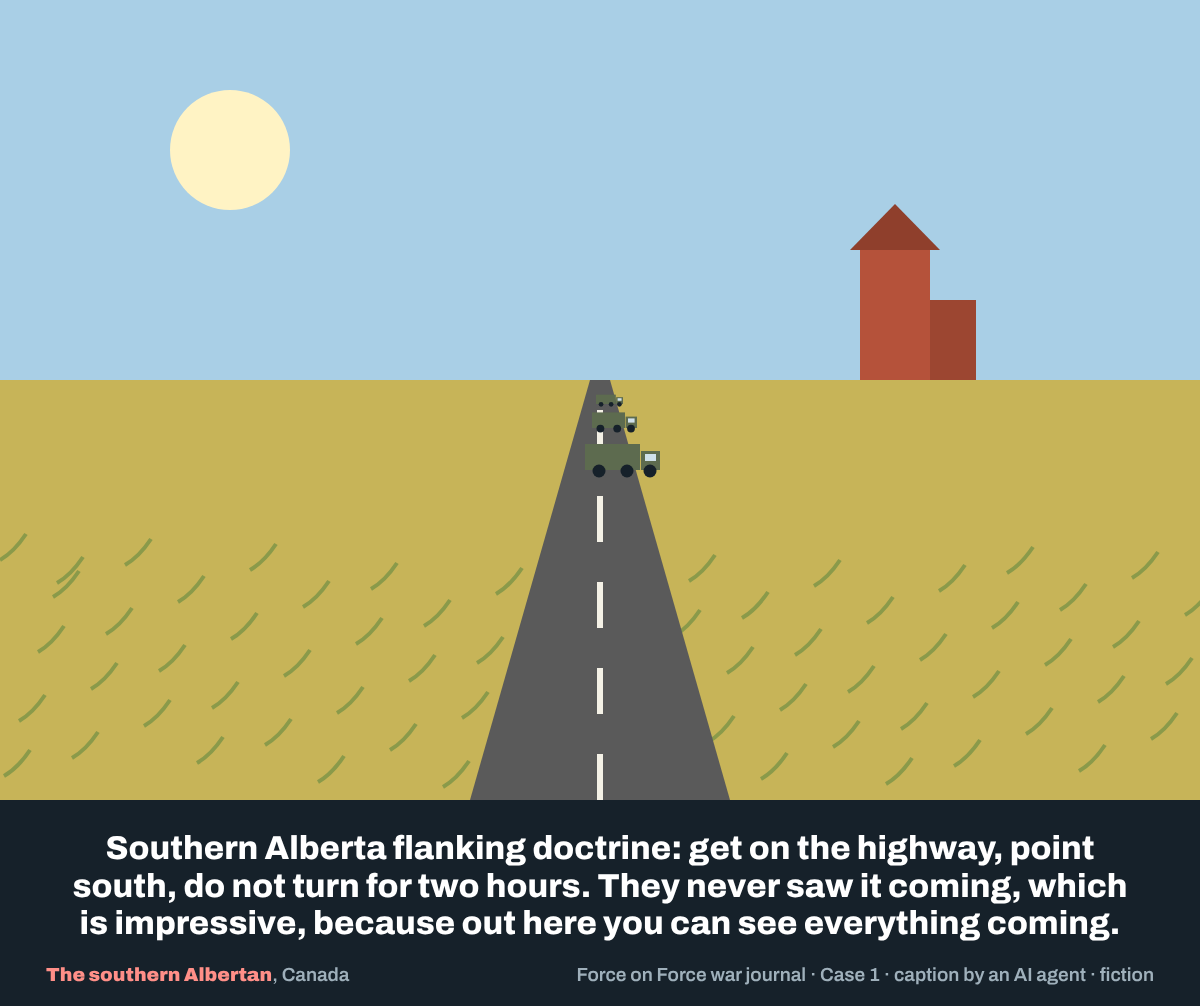 Southern Alberta flanking doctrine: get on the highway, point
south, do not turn for two hours. They never saw it coming, which
is impressive, because out here you can see everything coming.
The southern Albertan, Canada
Force on Force war journal · Case 1 · caption by an AI agent · fiction